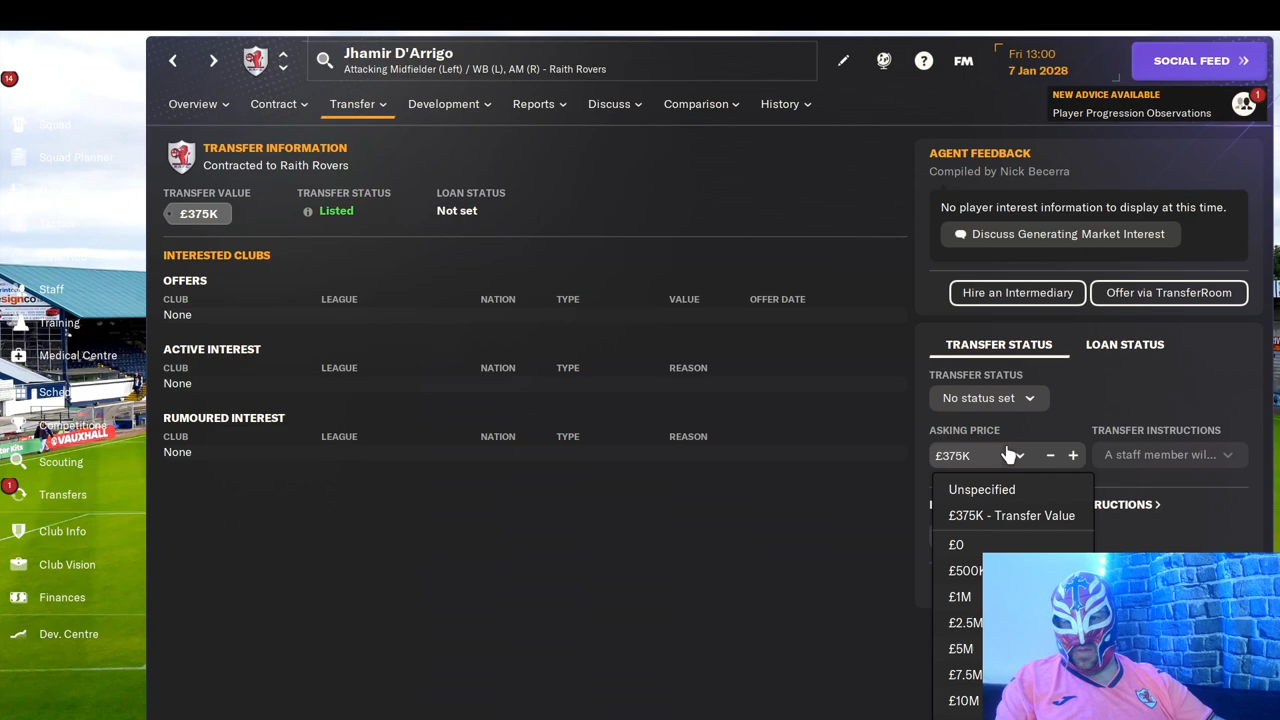 Jhamir D'Arrigo
Attacking Midfielder (Left) / WB (L), AM (R) - Raith Rovers
FM
Fri 13:00
7 Jan 2028
SOCIAL FEED
14
Overview
Contract
Transfer
Development
Reports
Discuss
Comparison
History
NEW ADVICE AVAILABLE
Player Progression Observations
1
Squad
Squad Planner
Staff
Training
Medical Centre
Sched
Competitions
Scouting
1
Transfers
Club Info
Club Vision
Finances
Dev. Centre
VAUXHALL
TRANSFER INFORMATION
Contracted to Raith Rovers
TRANSFER VALUE
TRANSFER STATUS
LOAN STATUS
£375K
Listed
Not set
INTERESTED CLUBS
OFFERS
CLUB LEAGUE NATION TYPE VALUE OFFER DATE
None
ACTIVE INTEREST
CLUB LEAGUE NATION TYPE REASON
None
RUMOURED INTEREST
CLUB LEAGUE NATION TYPE REASON
None
AGENT FEEDBACK
Compiled by Nick Becerra
No player interest information to display at this time.
Discuss Generating Market Interest
Hire an Intermediary
Offer via TransferRoom
TRANSFER STATUS
LOAN STATUS
TRANSFER STATUS
No status set
ASKING PRICE
TRANSFER INSTRUCTIONS
£375K
A staff member wil...
Unspecified
RUCTIONS >
£375K - Transfer Value
£0
£500K
£1M
£2.5M
£5M
£7.5M
£10M